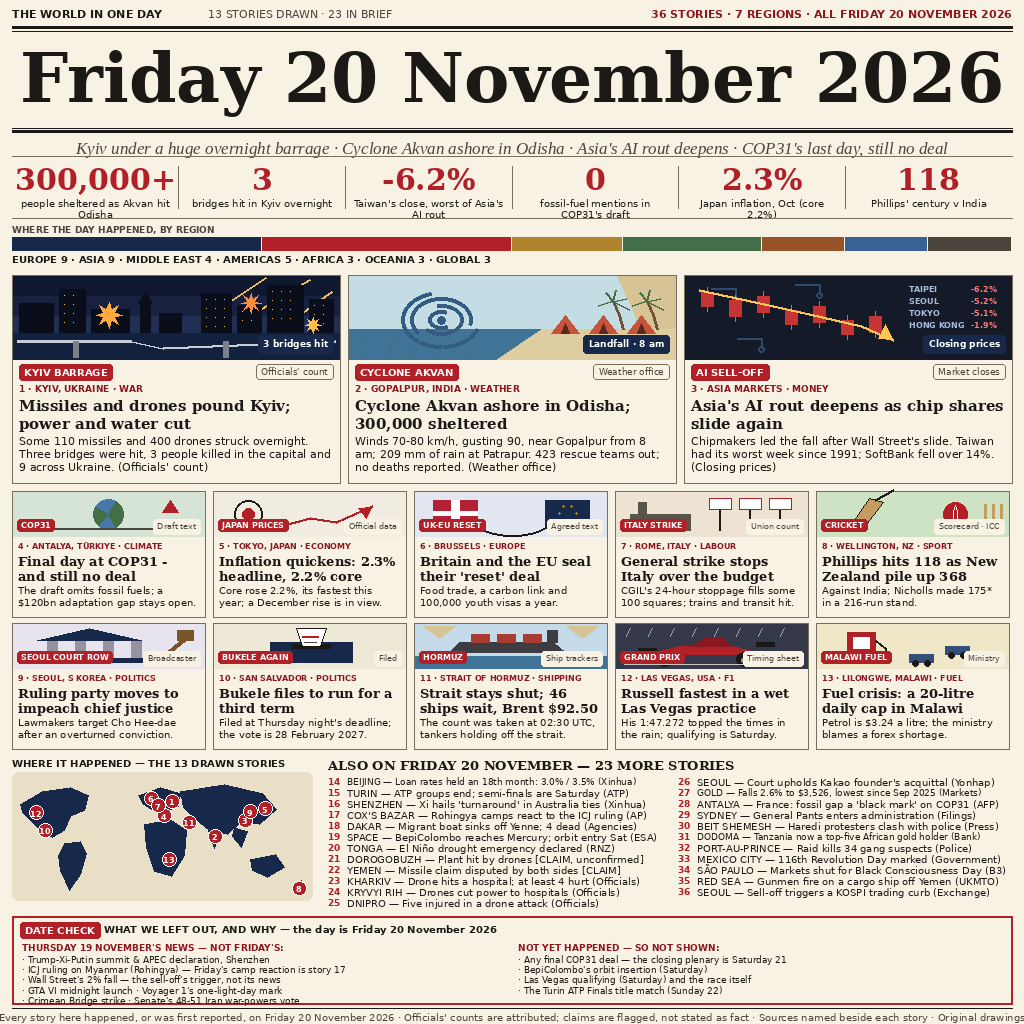 THE WORLD IN ONE DAY
13 STORIES DRAWN · 23 IN BRIEF
36 STORIES · 7 REGIONS · ALL FRIDAY 20 NOVEMBER 2026
Friday 20 November 2026
Kyiv under a huge overnight barrage · Cyclone Akvan ashore in Odisha · Asia's AI rout deepens · COP31's last day, still no deal
300,000+
people sheltered as Akvan hit
Odisha
3
bridges hit in Kyiv overnight
-6.2%
Taiwan's close, worst of Asia's
AI rout
0
fossil-fuel mentions in
COP31's draft
2.3%
Japan inflation, Oct (core
2.2%)
118
Phillips' century v India
WHERE THE DAY HAPPENED, BY REGION
EUROPE 9 · ASIA 9 · MIDDLE EAST 4 · AMERICAS 5 · AFRICA 3 · OCEANIA 3 · GLOBAL 3
3 bridges hit
KYIV BARRAGE
Officials' count
1 · KYIV, UKRAINE · WAR
Missiles and drones pound Kyiv;
power and water cut
Some 110 missiles and 400 drones struck overnight.
Three bridges were hit, 3 people killed in the capital and
9 across Ukraine. (Officials' count)
Landfall · 8 am
CYCLONE AKVAN
Weather office
2 · GOPALPUR, INDIA · WEATHER
Cyclone Akvan ashore in Odisha;
300,000 sheltered
Winds 70-80 km/h, gusting 90, near Gopalpur from 8
am; 209 mm of rain at Patrapur. 423 rescue teams out;
no deaths reported. (Weather office)
TAIPEI -6.2%
SEOUL -5.2%
TOKYO -5.1%
HONG KONG -1.9%
Closing prices
AI SELL-OFF
Market closes
3 · ASIA MARKETS · MONEY
Asia's AI rout deepens as chip shares
slide again
Chipmakers led the fall after Wall Street's slide. Taiwan
had its worst week since 1991; SoftBank fell over 14%.
(Closing prices)
COP31
Draft text
4 · ANTALYA, TÜRKIYE · CLIMATE
Final day at COP31 -
and still no deal
The draft omits fossil fuels; a
$120bn adaptation gap stays open.
JAPAN PRICES
Official data
5 · TOKYO, JAPAN · ECONOMY
Inflation quickens: 2.3%
headline, 2.2% core
Core rose 2.2%, its fastest this
year; a December rise is in view.
UK-EU RESET
Agreed text
6 · BRUSSELS · EUROPE
Britain and the EU seal
their 'reset' deal
Food trade, a carbon link and
100,000 youth visas a year.
ITALY STRIKE
Union count
7 · ROME, ITALY · LABOUR
General strike stops
Italy over the budget
CGIL's 24-hour stoppage fills some
100 squares; trains and transit hit.
CRICKET
Scorecard · ICC
8 · WELLINGTON, NZ · SPORT
Phillips hits 118 as New
Zealand pile up 368
Against India; Nicholls made 175*
in a 216-run stand.
SEOUL COURT ROW
Broadcaster
9 · SEOUL, S KOREA · POLITICS
Ruling party moves to
impeach chief justice
Lawmakers target Cho Hee-dae
after an overturned conviction.
BUKELE AGAIN
Filed
10 · SAN SALVADOR · POLITICS
Bukele files to run for a
third term
Filed at Thursday night's deadline;
the vote is 28 February 2027.
HORMUZ
Ship trackers
11 · STRAIT OF HORMUZ · SHIPPING
Strait stays shut; 46
ships wait, Brent $92.50
The count was taken at 02:30 UTC,
tankers holding off the strait.
GRAND PRIX
Timing sheet
12 · LAS VEGAS, USA · F1
Russell fastest in a wet
Las Vegas practice
His 1:47.272 topped the times in
the rain; qualifying is Saturday.
MALAWI FUEL
Ministry
13 · LILONGWE, MALAWI · FUEL
Fuel crisis: a 20-litre
daily cap in Malawi
Petrol is $3.24 a litre; the ministry
blames a forex shortage.
WHERE IT HAPPENED — THE 13 DRAWN STORIES
12
10
6
7
1
4
11
13
2
9
3
5
8
ALSO ON FRIDAY 20 NOVEMBER — 23 MORE STORIES
14 BEIJING — Loan rates held an 18th month: 3.0% / 3.5% (Xinhua)
15 TURIN — ATP groups end; semi-finals are Saturday (ATP)
16 SHENZHEN — Xi hails 'turnaround' in Australia ties (Xinhua)
17 COX'S BAZAR — Rohingya camps react to the ICJ ruling (AP)
18 DAKAR — Migrant boat sinks off Yenne; 4 dead (Agencies)
19 SPACE — BepiColombo reaches Mercury; orbit entry Sat (ESA)
20 TONGA — El Niño drought emergency declared (RNZ)
21 DOROGOBUZH — Plant hit by drones [CLAIM, unconfirmed]
22 YEMEN — Missile claim disputed by both sides [CLAIM]
23 KHARKIV — Drone hits a hospital; at least 4 hurt (Officials)
24 KRYVYI RIH — Drones cut power to hospitals (Officials)
25 DNIPRO — Five injured in a drone attack (Officials)
26 SEOUL — Court upholds Kakao founder's acquittal (Yonhap)
27 GOLD — Falls 2.6% to $3,526, lowest since Sep 2025 (Markets)
28 ANTALYA — France: fossil gap a 'black mark' on COP31 (AFP)
29 SYDNEY — General Pants enters administration (Filings)
30 BEIT SHEMESH — Haredi protesters clash with police (Press)
31 DODOMA — Tanzania now a top-five African gold holder (Bank)
32 PORT-AU-PRINCE — Raid kills 34 gang suspects (Police)
33 MEXICO CITY — 116th Revolution Day marked (Government)
34 SÃO PAULO — Markets shut for Black Consciousness Day (B3)
35 RED SEA — Gunmen fire on a cargo ship off Yemen (UKMTO)
36 SEOUL — Sell-off triggers a KOSPI trading curb (Exchange)
DATE CHECK
WHAT WE LEFT OUT, AND WHY — the day is Friday 20 November 2026
THURSDAY 19 NOVEMBER'S NEWS — NOT FRIDAY'S:
· Trump-Xi-Putin summit & APEC declaration, Shenzhen
· ICJ ruling on Myanmar (Rohingya) — Friday's camp reaction is story 17
· Wall Street's 2% fall — the sell-off's trigger, not its news
· GTA VI midnight launch · Voyager 1's one-light-day mark
· Crimean Bridge strike · Senate's 48-51 Iran war-powers vote
NOT YET HAPPENED — SO NOT SHOWN:
· Any final COP31 deal — the closing plenary is Saturday 21
· BepiColombo's orbit insertion (Saturday)
· Las Vegas qualifying (Saturday) and the race itself
· The Turin ATP Finals title match (Sunday 22)
Every story here happened, or was first reported, on Friday 20 November 2026 · Officials' counts are attributed; claims are flagged, not stated as fact · Sources named beside each story · Original drawings